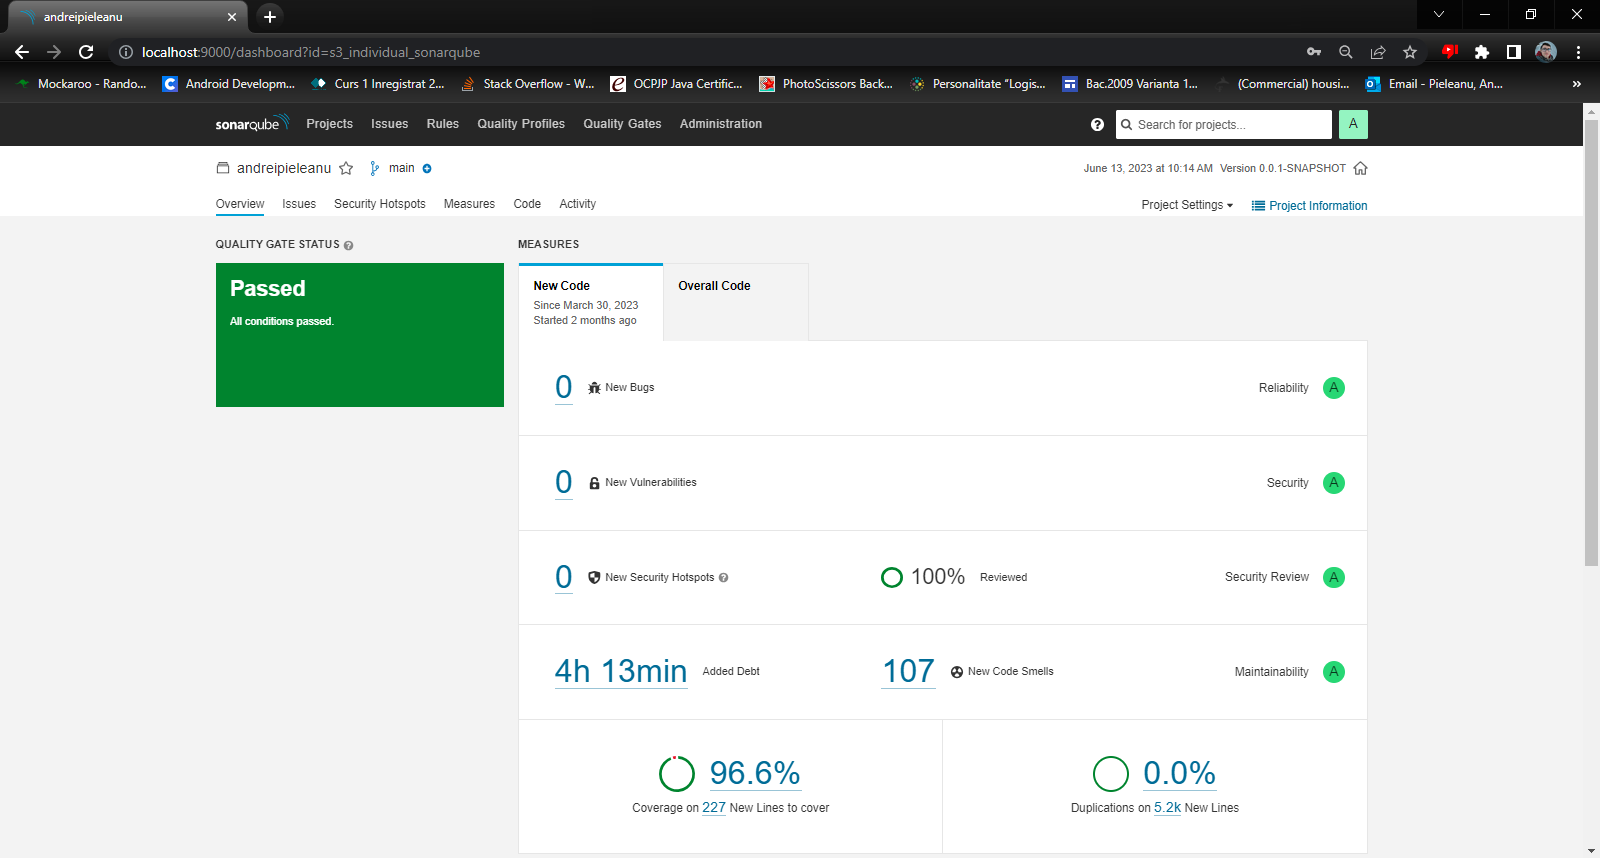 andreipieleanu
localhost:9000/dashboard?id=s3_individual_sonarqube
Mockaroo - Rando... Android Developm... Curs 1 Inregistrat 2... Stack Overflow - W... OCPJP Java Certific... PhotoScissors Back... Personalitate “Logis... Bac.2009 Varianta 1... (Commercial) housi... Email - Pieleanu, An... »
sonarqube Projects Issues Rules Quality Profiles Quality Gates Administration Search for projects... A
andreipieleanu main June 13, 2023 at 10:14 AM Version 0.0.1-SNAPSHOT
Overview Issues Security Hotspots Measures Code Activity Project Settings Project Information
QUALITY GATE STATUS
Passed
All conditions passed.
MEASURES
New Code
Since March 30, 2023
Started 2 months ago
Overall Code
0 New Bugs Reliability A
0 New Vulnerabilities Security A
0 New Security Hotspots 100% Reviewed Security Review A
4h 13min Added Debt 107 New Code Smells Maintainability A
96.6%
Coverage on 227 New Lines to cover
0.0%
Duplications on 5.2k New Lines